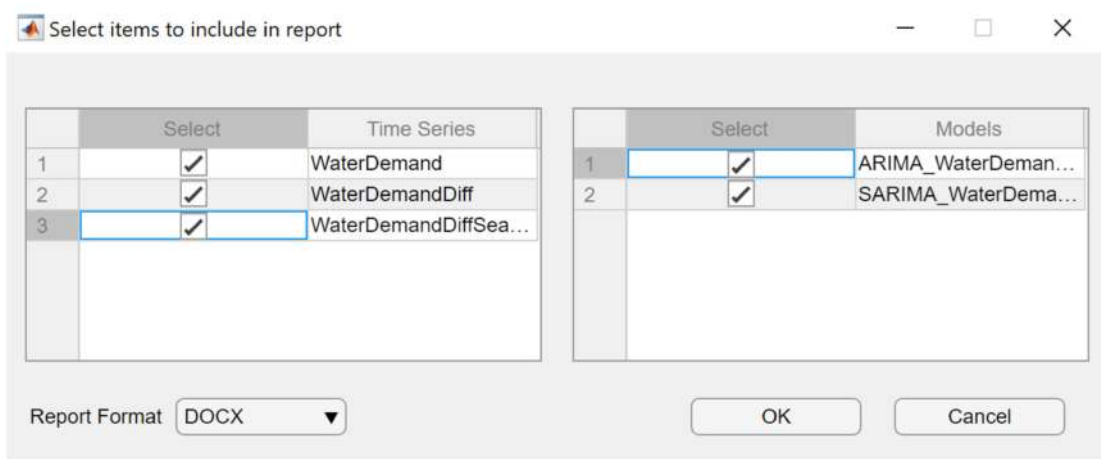 Select items to include in report
Select Time Series
1 WaterDemand
2 WaterDemandDiff
3 WaterDemandDiffSea...
Select Models
1 ARIMA_WaterDeman...
2 SARIMA_WaterDema...
Report Format DOCX
OK Cancel